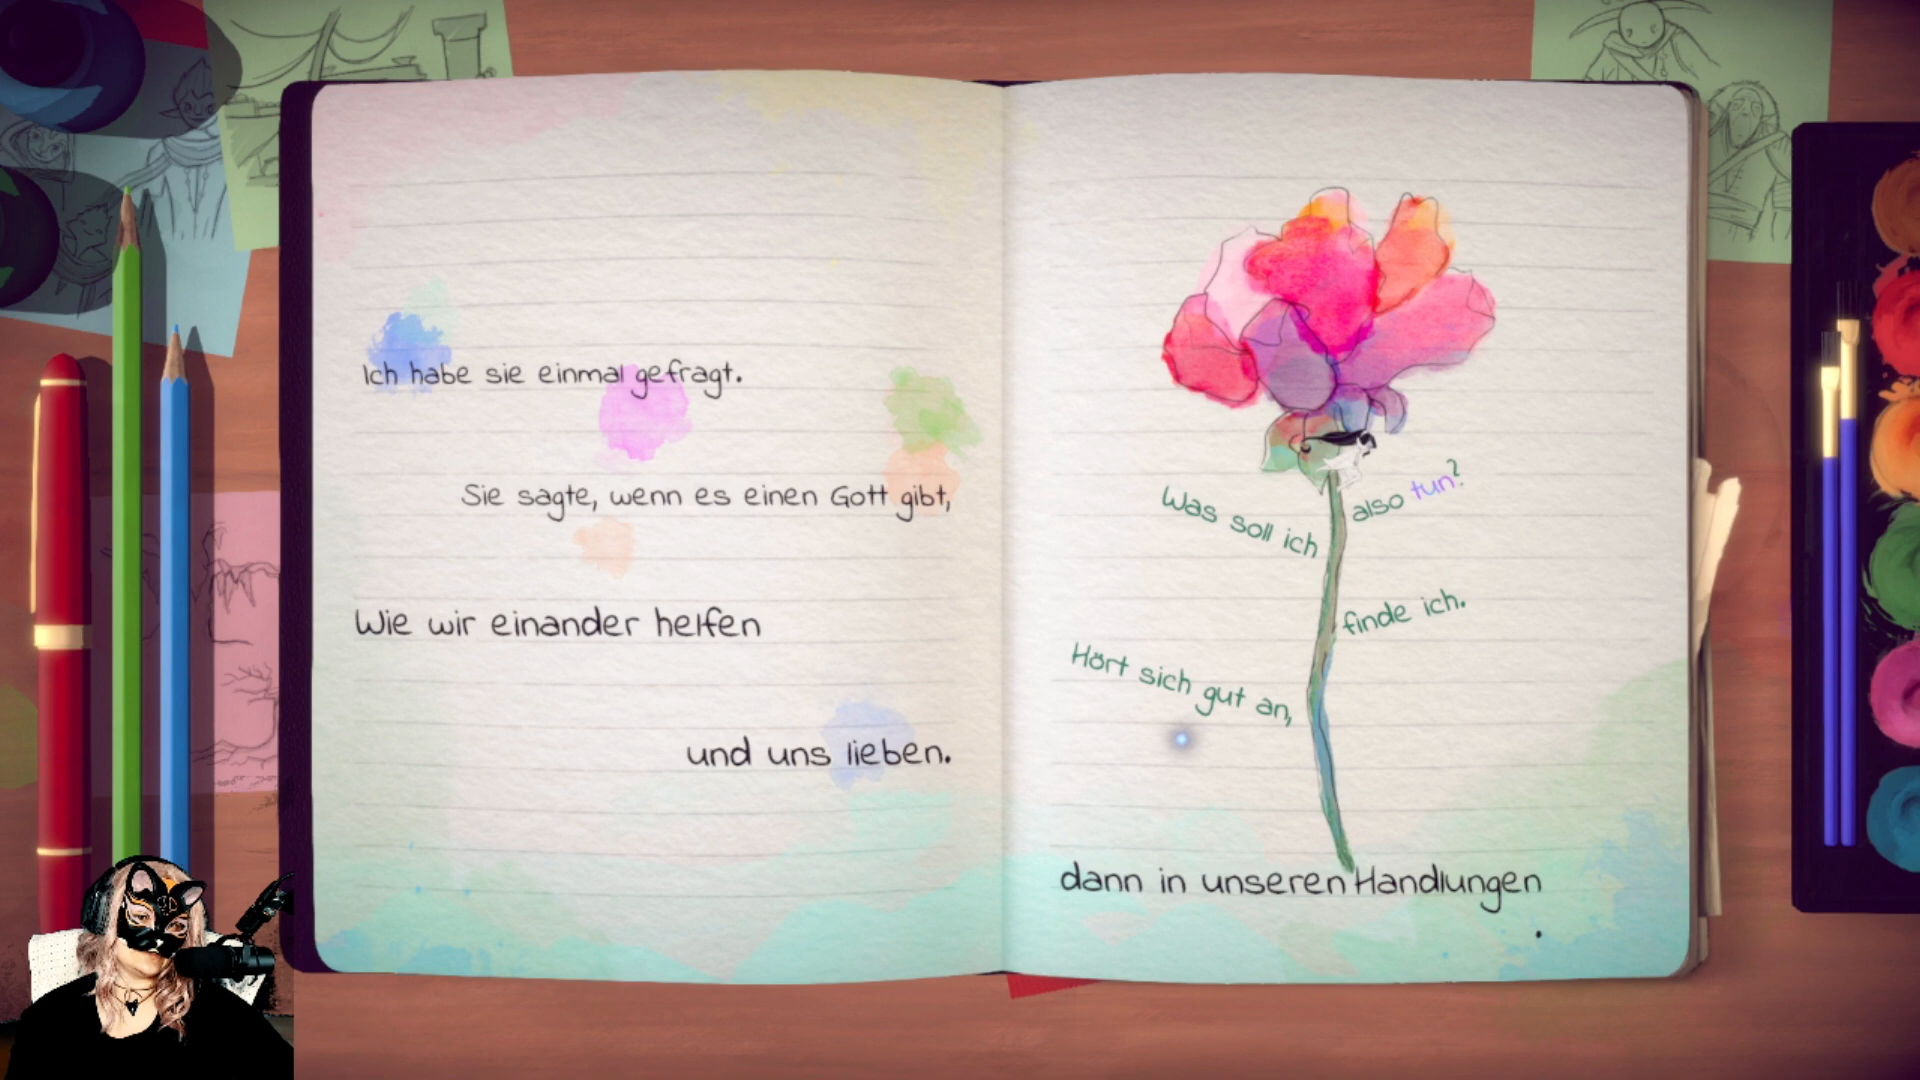 Ich habe sie einmal gefragt.
Sie sagte, wenn es einen Gott gibt,
Wie wir einander helfen
und uns lieben.
Was soll ich also tun?
finde ich.
Hört sich gut an,
dann in unseren Handlungen
.